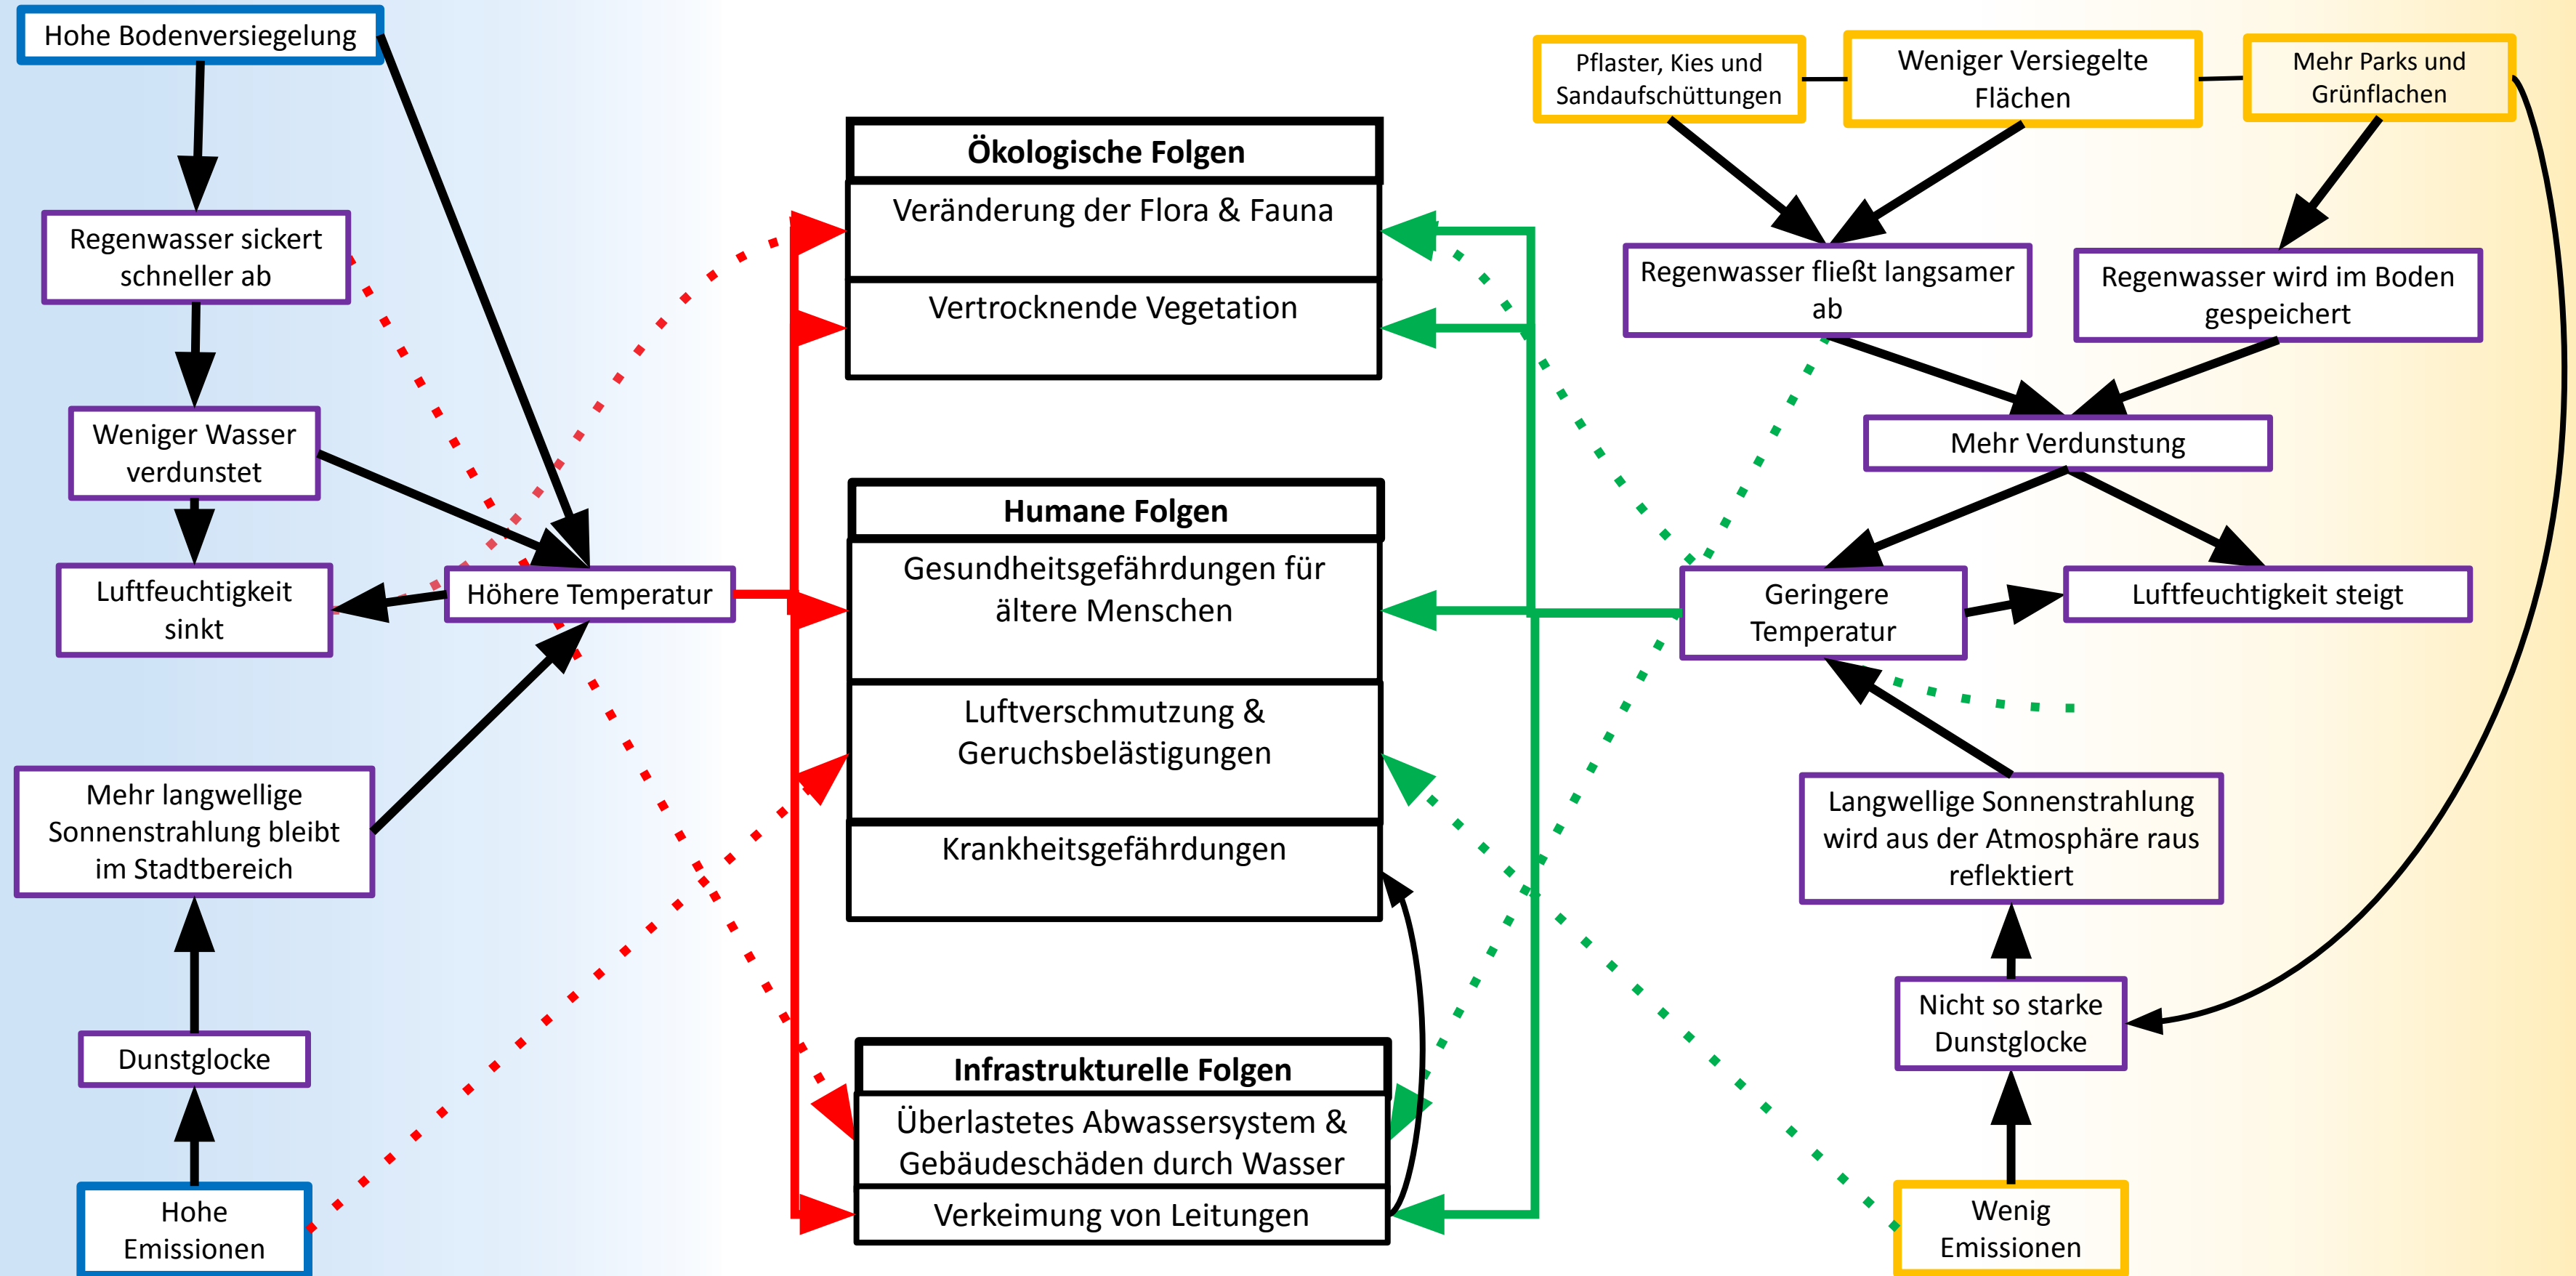 Hohe Bodenversiegelung
Regenwasser sickert
schneller ab
Weniger Wasser
verdunstet
Luftfeuchtigkeit
sinkt
Höhere Temperatur
Mehr langwellige
Sonnenstrahlung bleibt
im Stadtbereich
Dunstglocke
Hohe
Emissionen
Ökologische Folgen
Veränderung der Flora & Fauna
Vertrocknende Vegetation
Humane Folgen
Gesundheitsgefährdungen für
ältere Menschen
Luftverschmutzung &
Geruchsbelästigungen
Krankheitsgefährdungen
Infrastrukturelle Folgen
Überlastetes Abwassersystem &
Gebäudeschäden durch Wasser
Verkeimung von Leitungen
Pflaster, Kies und
Sandaufschüttungen
Weniger Versiegelte
Flächen
Mehr Parks und
Grünflachen
Regenwasser fließt langsamer
ab
Regenwasser wird im Boden
gespeichert
Mehr Verdunstung
Geringere
Temperatur
Luftfeuchtigkeit steigt
Langwellige Sonnenstrahlung
wird aus der Atmosphäre raus
reflektiert
Nicht so starke
Dunstglocke
Wenig
Emissionen